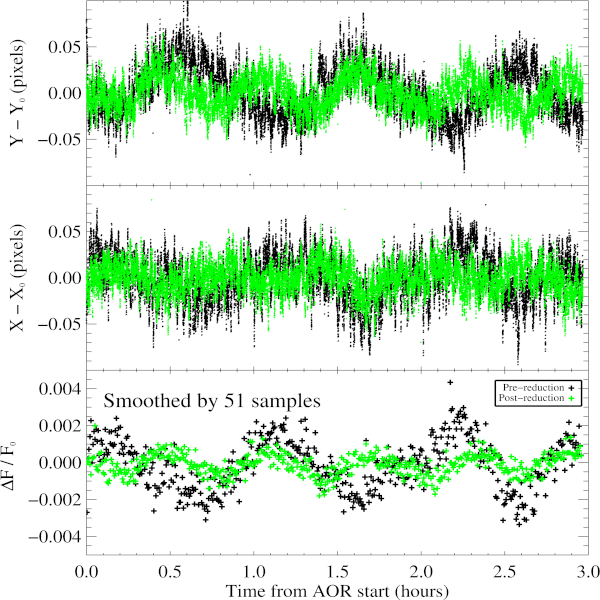 Y − Y₀ (pixels)
0.05
0.00
−0.05
X − X₀ (pixels)
0.05
0.00
−0.05
ΔF / F₀
0.004
0.002
0.000
−0.002
−0.004
Smoothed by 51 samples
Pre−reduction
Post−reduction
0.0 0.5 1.0 1.5 2.0 2.5 3.0
Time from AOR start (hours)